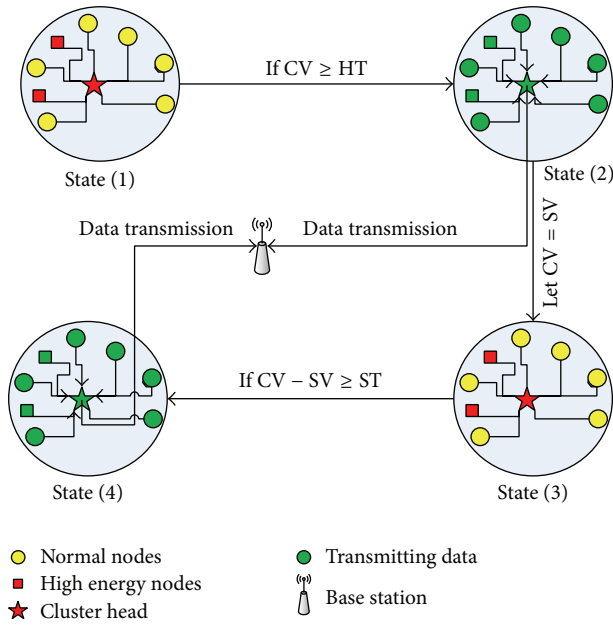 If CV ≥ HT
State (1)
State (2)
Data transmission
Data transmission
Let CV = SV
If CV – SV ≥ ST
State (4)
State (3)
Normal nodes
High energy nodes
Cluster head
Transmitting data
Base station